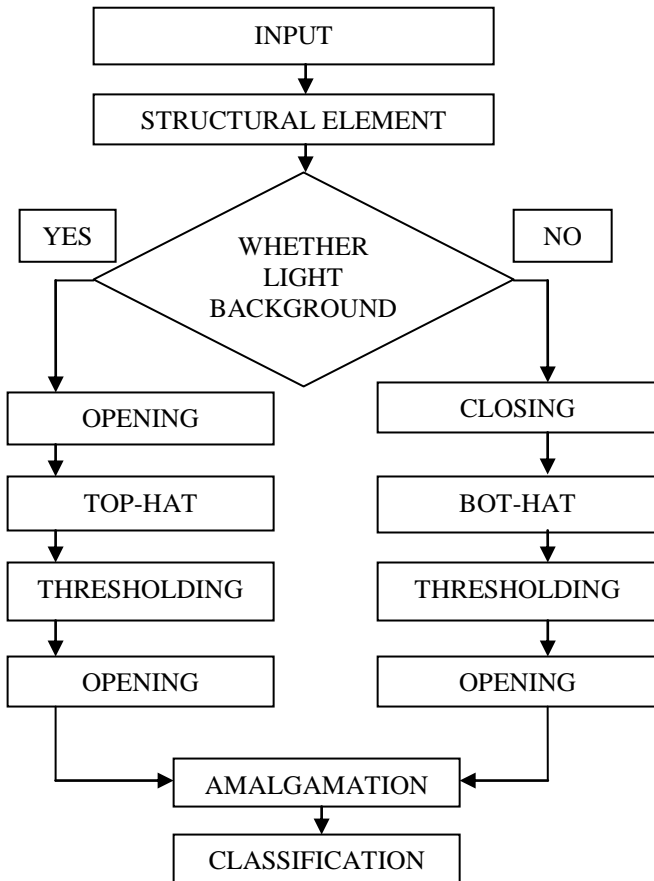 INPUT
STRUCTURAL ELEMENT
YES
NO
WHETHER
LIGHT
BACKGROUND
OPENING
CLOSING
TOP-HAT
BOT-HAT
THRESHOLDING
THRESHOLDING
OPENING
OPENING
AMALGAMATION
CLASSIFICATION